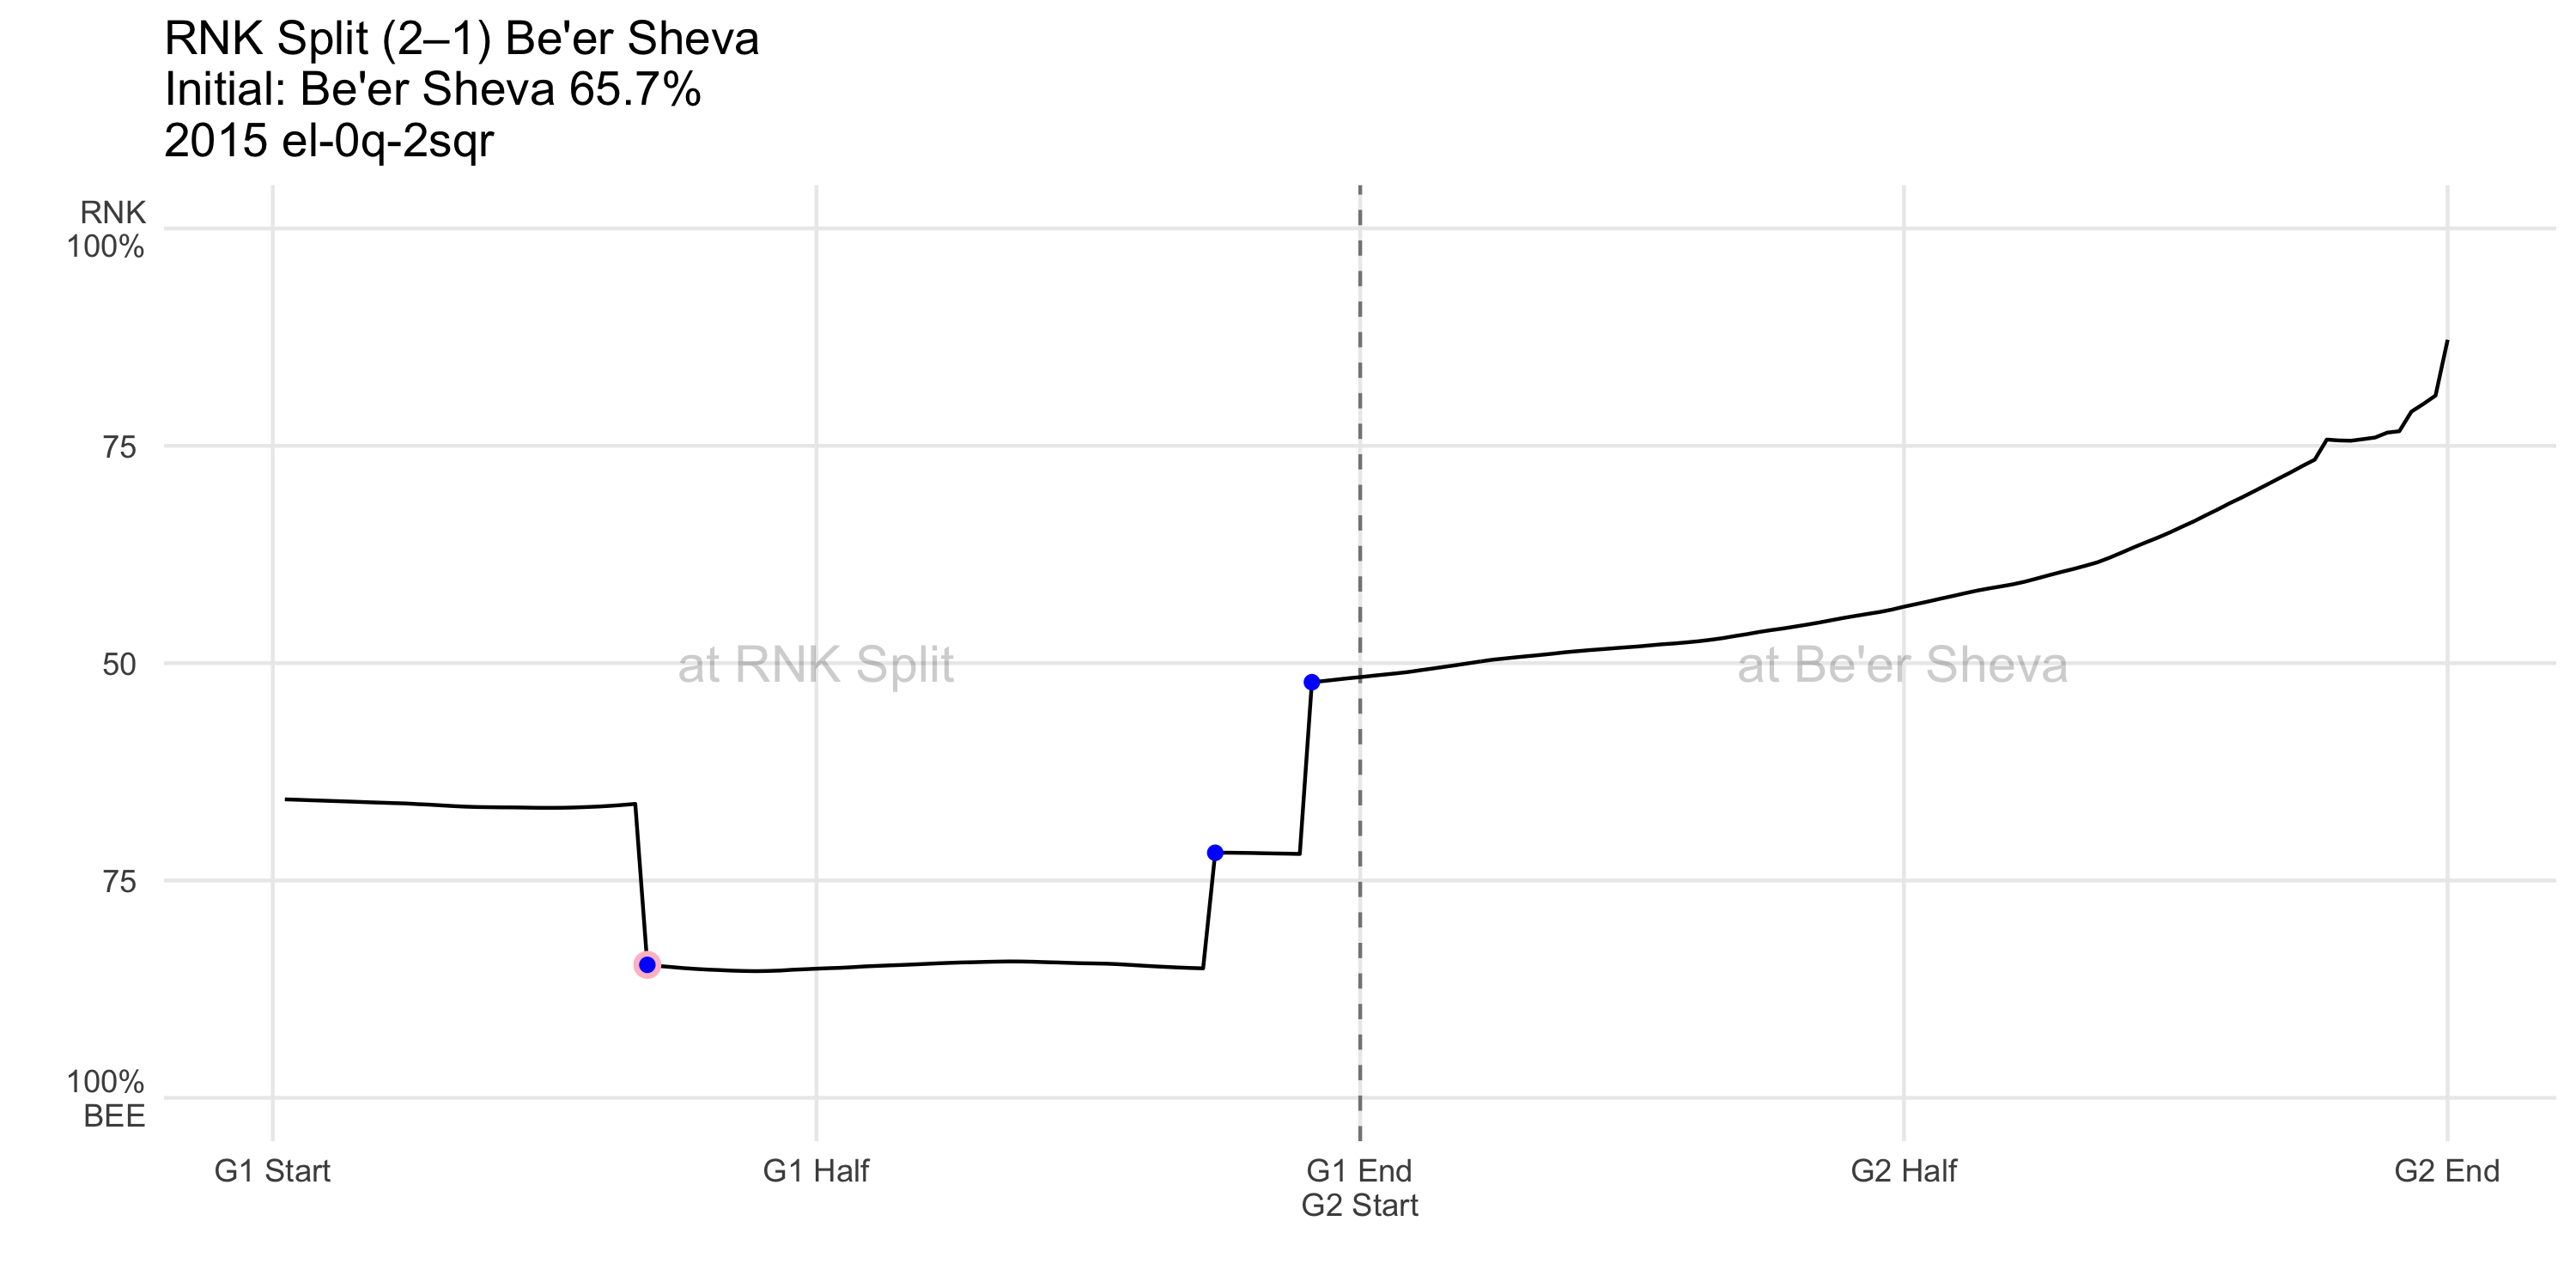 RNK Split (2–1) Be'er Sheva
Initial: Be'er Sheva 65.7%
2015 el-0q-2sqr
RNK
100%
75
50
75
100%
BEE
at RNK Split
at Be'er Sheva
G1 Start
G1 Half
G1 End
G2 Start
G2 Half
G2 End